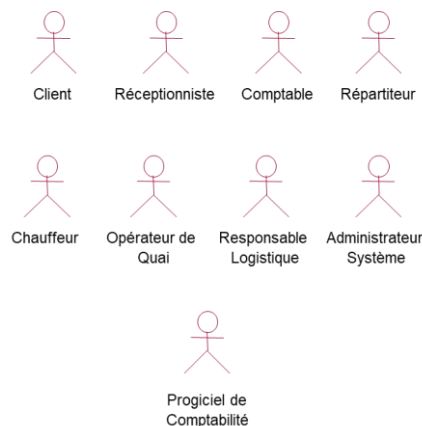 Client Réceptionniste Comptable Répartiteur
Chauffeur Opérateur de Responsable Administrateur
Quai Logistique Système
Progiciel de
Comptabilité